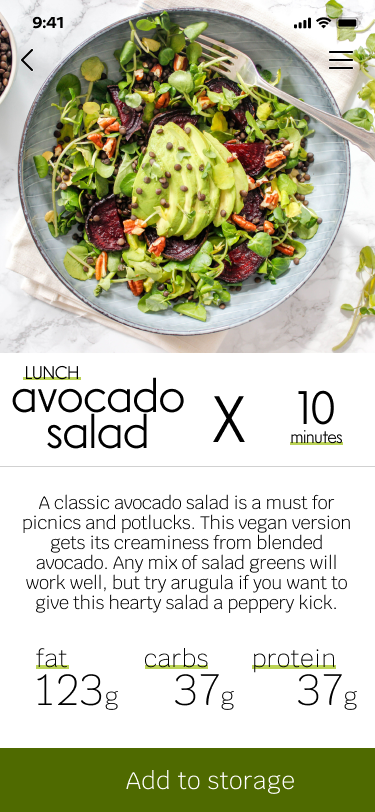 9:41
LUNCH
avocado
salad
X
10
minutes
A classic avocado salad is a must for
picnics and potlucks. This vegan version
gets its creaminess from blended
avocado. Any mix of salad greens will
work well, but try arugula if you want to
give this hearty salad a peppery kick.
fat
123g
carbs
37g
protein
37g
Add to storage